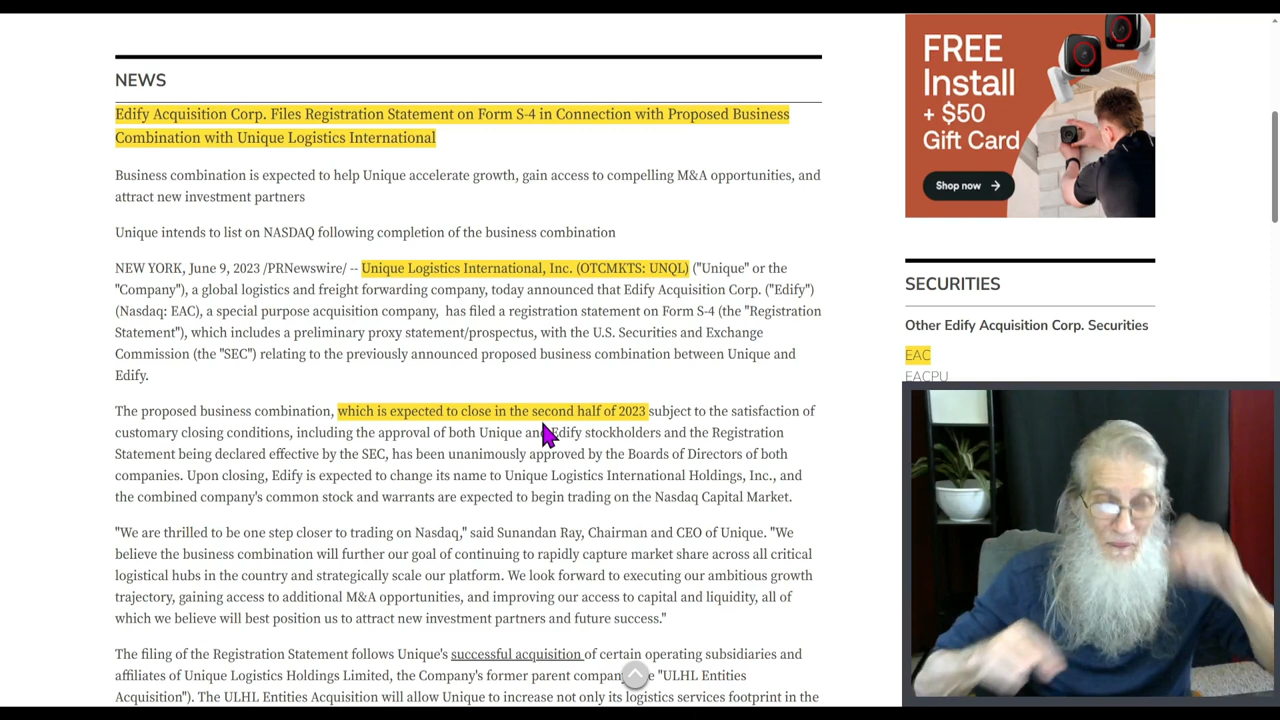 NEWS
Edify Acquisition Corp. Files Registration Statement on Form S-4 in Connection with Proposed Business
Combination with Unique Logistics International
Business combination is expected to help Unique accelerate growth, gain access to compelling M&A opportunities, and
attract new investment partners
Unique intends to list on NASDAQ following completion of the business combination
NEW YORK, June 9, 2023 /PRNewswire/ -- Unique Logistics International, Inc. (OTCMKTS: UNQL) ("Unique" or the
"Company"), a global logistics and freight forwarding company, today announced that Edify Acquisition Corp. ("Edify")
(Nasdaq: EAC), a special purpose acquisition company, has filed a registration statement on Form S-4 (the "Registration
Statement"), which includes a preliminary proxy statement/prospectus, with the U.S. Securities and Exchange
Commission (the "SEC") relating to the previously announced proposed business combination between Unique and
Edify.
The proposed business combination, which is expected to close in the second half of 2023 subject to the satisfaction of
customary closing conditions, including the approval of both Unique and Edify stockholders and the Registration
Statement being declared effective by the SEC, has been unanimously approved by the Boards of Directors of both
companies. Upon closing, Edify is expected to change its name to Unique Logistics International Holdings, Inc., and
the combined company's common stock and warrants are expected to begin trading on the Nasdaq Capital Market.
"We are thrilled to be one step closer to trading on Nasdaq," said Sunandan Ray, Chairman and CEO of Unique. "We
believe the business combination will further our goal of continuing to rapidly capture market share across all critical
logistical hubs in the country and strategically scale our platform. We look forward to executing our ambitious growth
trajectory, gaining access to additional M&A opportunities, and improving our access to capital and liquidity, all of
which we believe will best position us to attract new investment partners and future success."
The filing of the Registration Statement follows Unique's successful acquisition of certain operating subsidiaries and
affiliates of Unique Logistics Holdings Limited, the Company's former parent "ULHL Entities
Acquisition"). The ULHL Entities Acquisition will allow Unique to increase not only its logistics services footprint in the
FREE
Install
+ $50
Gift Card
Shop now
SECURITIES
Other Edify Acquisition Corp. Securities
EAC
EACPU